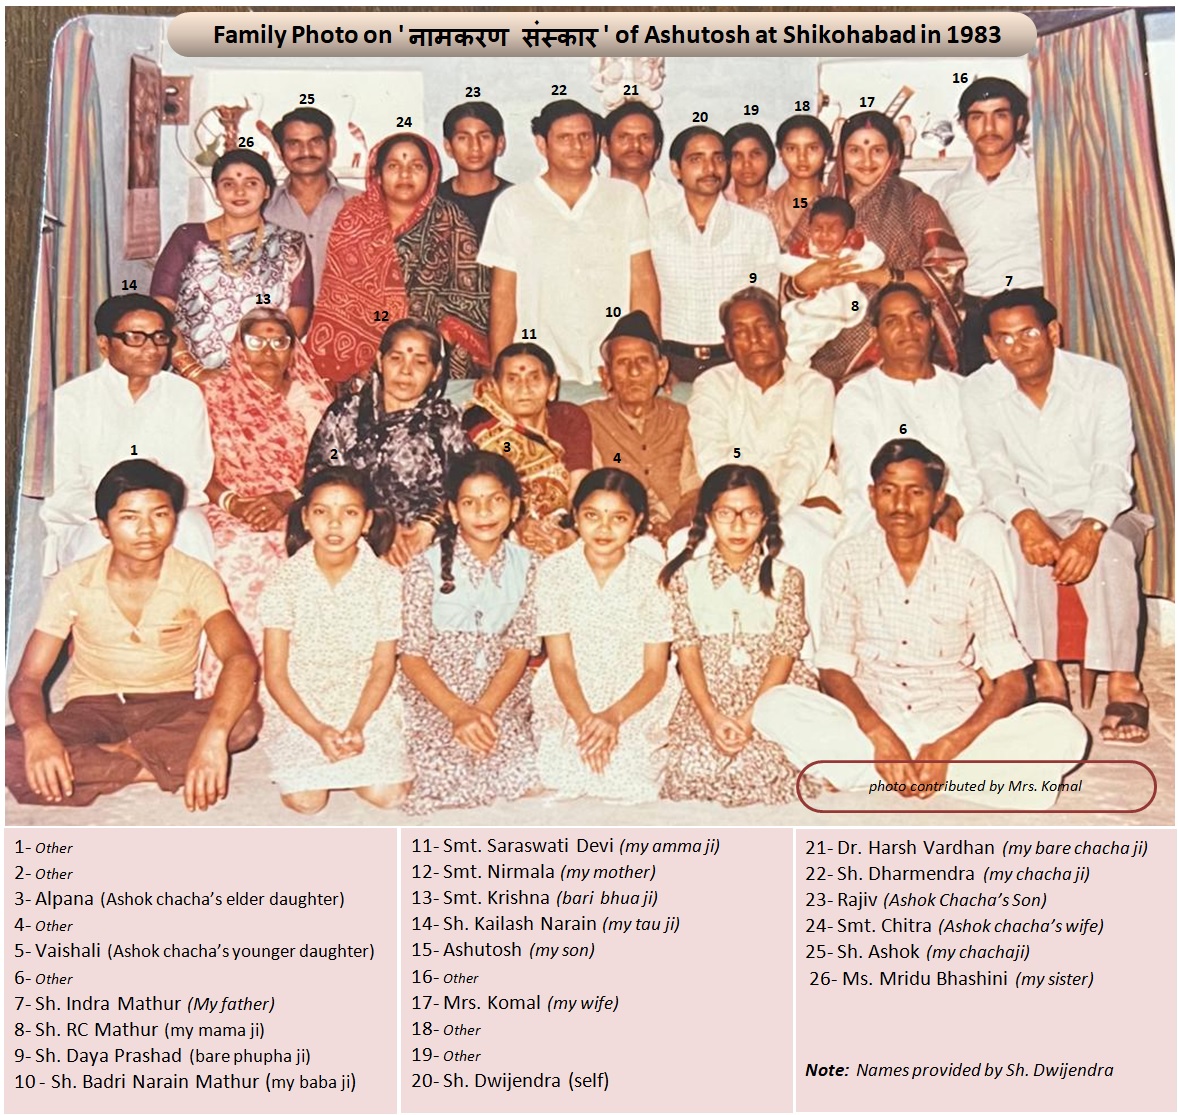 Family Photo on ' नामकरण संस्कार ' of Ashutosh at Shikohabad in 1983
16
22
21
23
25
17
18
19
20
24
26
15
9
7
14
13
8
10
12
11
6
3
1
5
2
4
photo contributed by Mrs. Komal
1- Other
2- Other
3- Alpana (Ashok chacha's elder daughter)
4- Other
5- Vaishali (Ashok chacha's younger daughter)
6- Other
7- Sh. Indra Mathur (My father)
8- Sh. RC Mathur (my mama ji)
9- Sh. Daya Prashad (bare phupha ji)
10 - Sh. Badri Narain Mathur (my baba ji)
11- Smt. Saraswati Devi (my amma ji)
12- Smt. Nirmala (my mother)
13- Smt. Krishna (bari bhua ji)
14- Sh. Kailash Narain (my tau ji)
15- Ashutosh (my son)
16- Other
17- Mrs. Komal (my wife)
18- Other
19- Other
20- Sh. Dwijendra (self)
21- Dr. Harsh Vardhan (my bare chacha ji)
22- Sh. Dharmendra (my chacha ji)
23- Rajiv (Ashok Chacha's Son)
24- Smt. Chitra (Ashok chacha's wife)
25- Sh. Ashok (my chachaji)
26- Ms. Mridu Bhashini (my sister)
Note: Names provided by Sh. Dwijendra